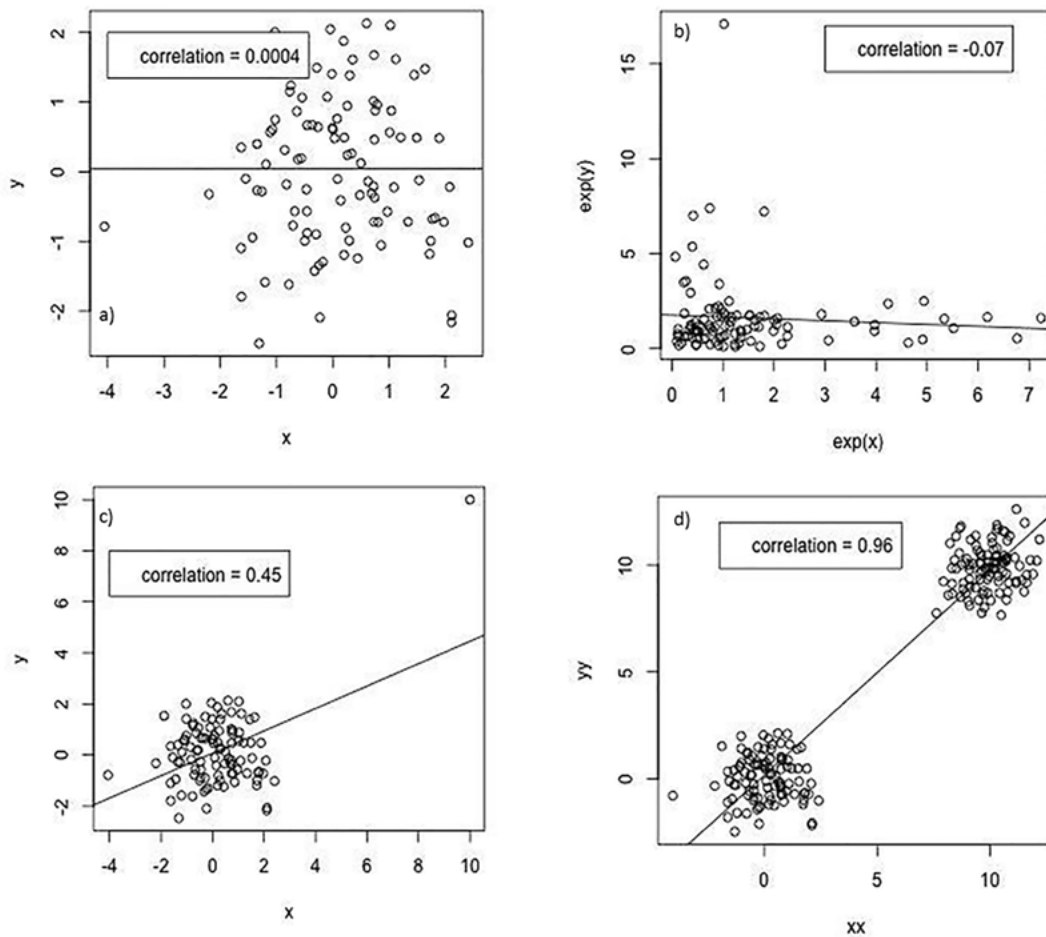 correlation = 0.0004
2
1
0
-1
-2
y
a)
-4 -3 -2 -1 0 1 2
x
b)
correlation = -0.07
15
10
5
0
exp(y)
0 1 2 3 4 5 6 7
exp(x)
c)
correlation = 0.45
10
8
6
4
2
0
-2
y
-4 -2 0 2 4 6 8 10
x
d)
correlation = 0.96
10
5
0
yy
0 5 10
xx